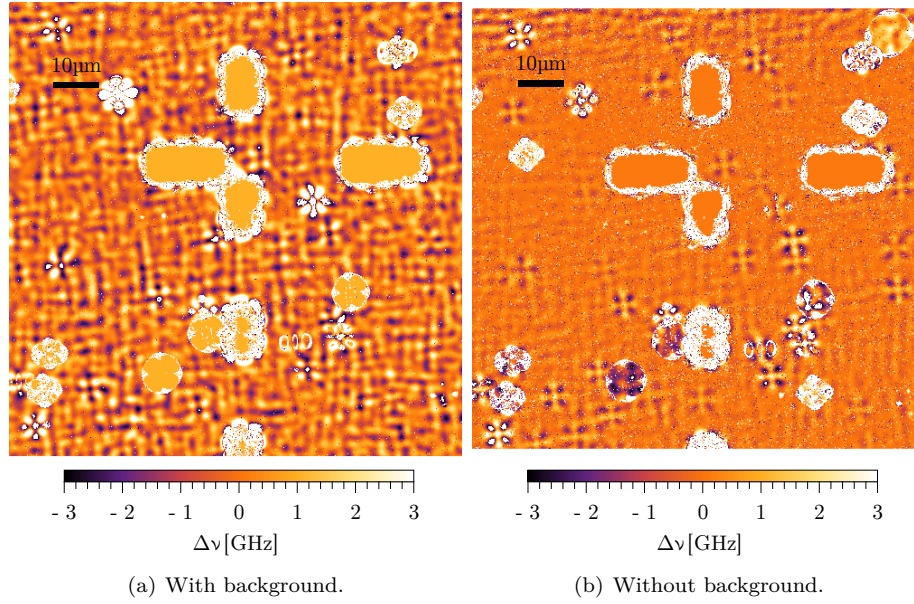 10μm
10μm
- 3 - 2 - 1 0 1 2 3
Δν[GHz]
- 3 - 2 - 1 0 1 2 3
Δν[GHz]
(a) With background.
(b) Without background.